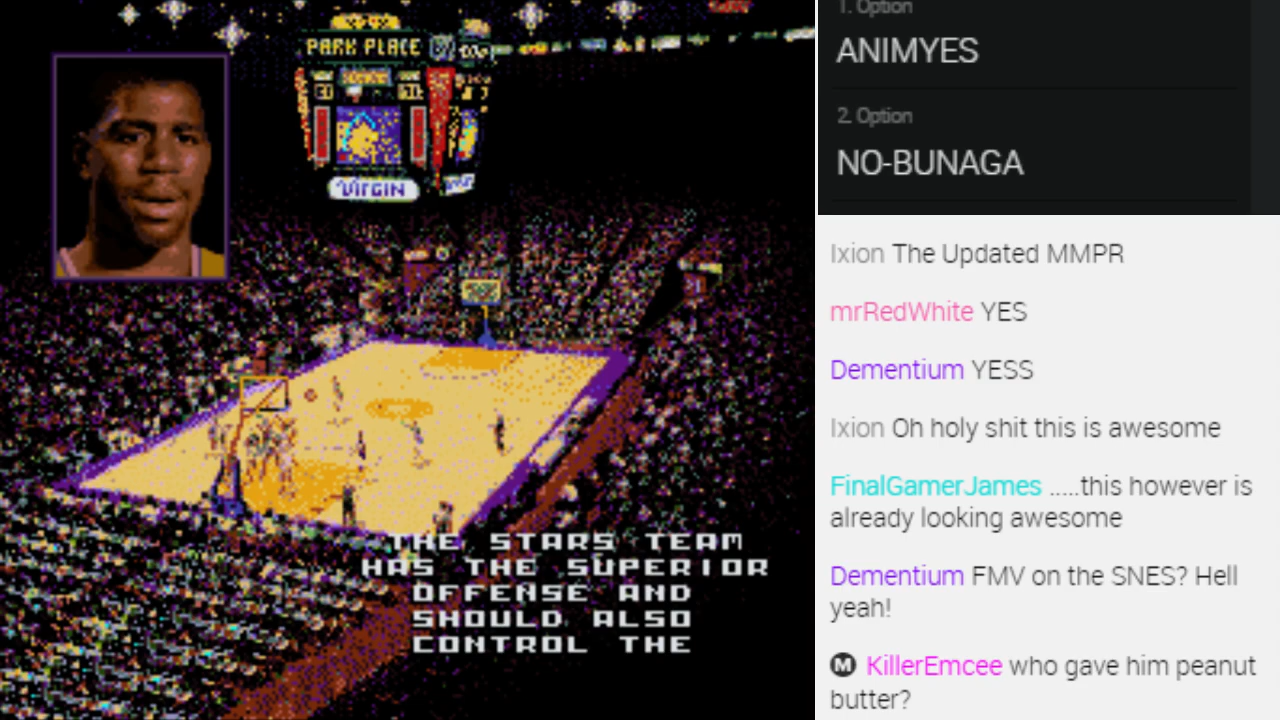 PARK PLACE
VIRGIN
THE STARS TEAM
HAS THE SUPERIOR
OFFENSE AND
SHOULD ALSO
CONTROL THE
1. Option
ANIMYES
2. Option
NO-BUNAGA
Ixion The Updated MMPR
mrRedWhite YES
Dementium YESS
Ixion Oh holy shit this is awesome
FinalGamerJames .....this however is
already looking awesome
Dementium FMV on the SNES? Hell
yeah!
M KillerEmcee who gave him peanut
butter?